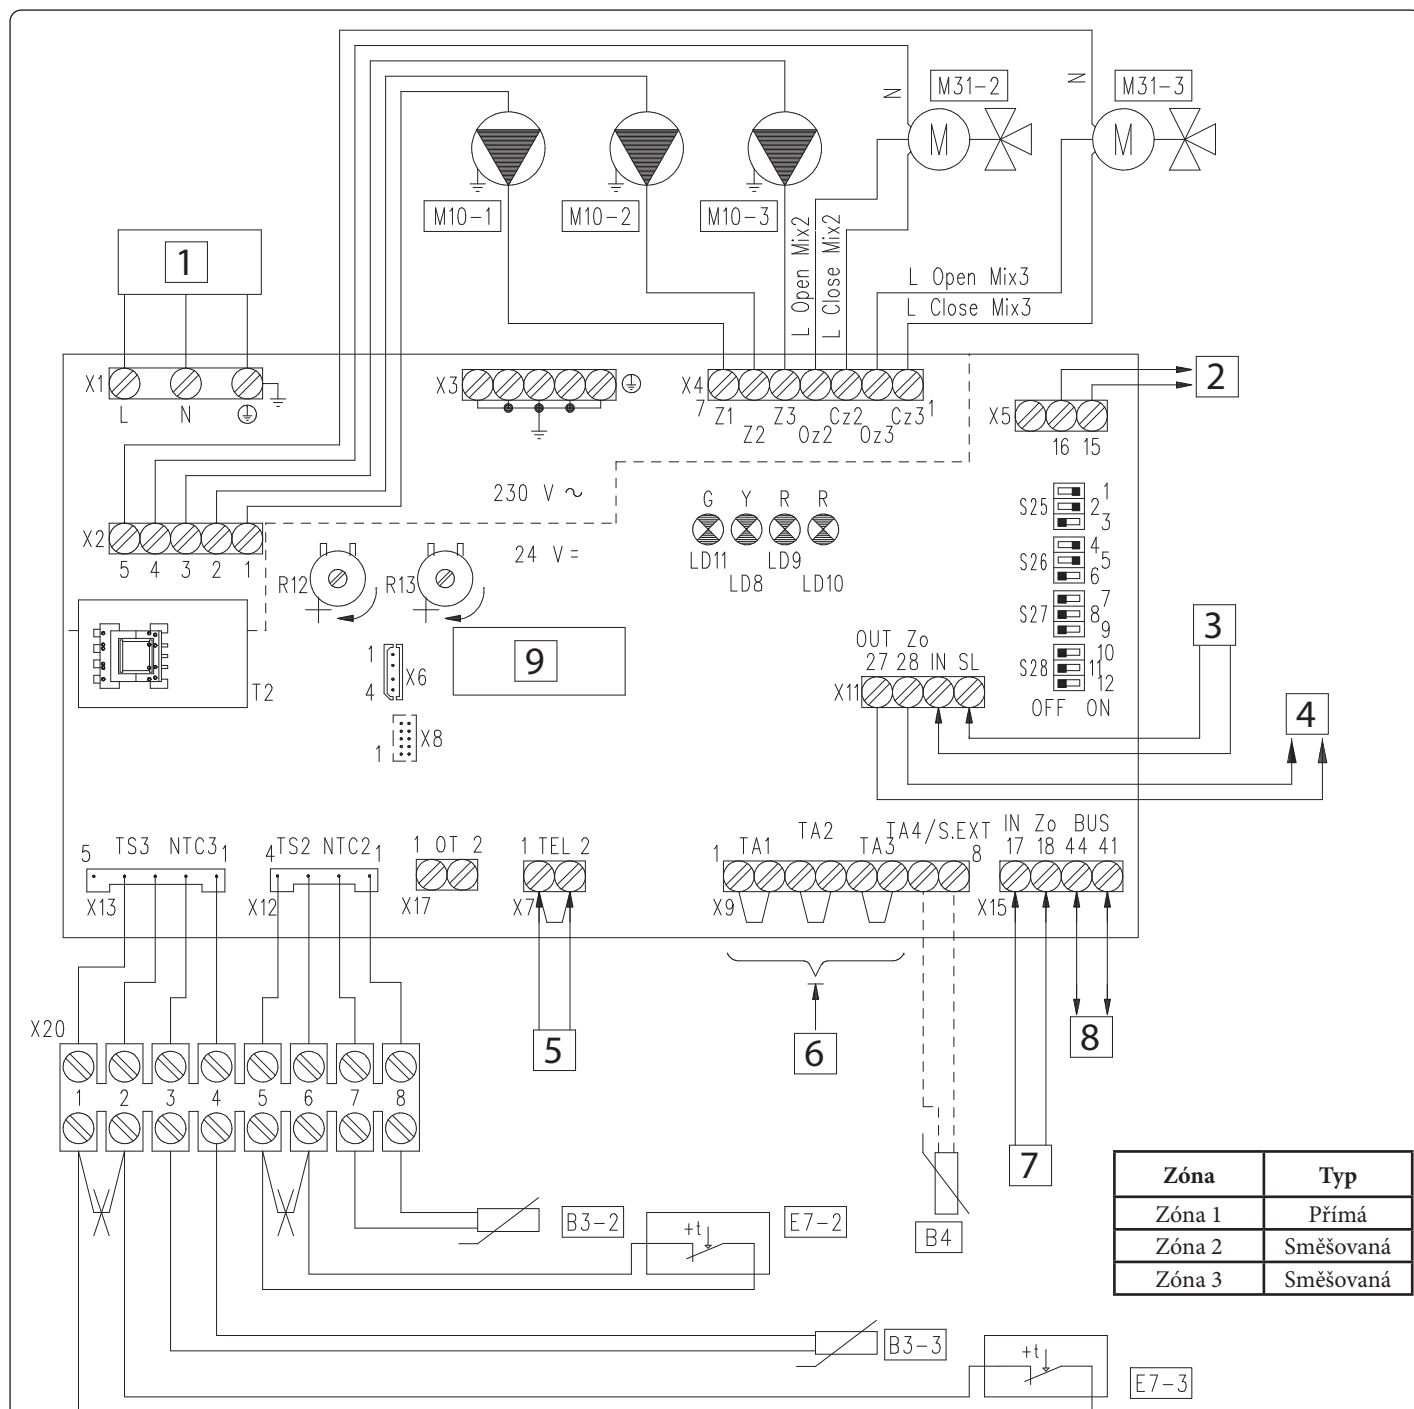 M31-2
M31-3
N
N
M
M
M10-1
M10-2
M10-3
L Open Mix2
L Close Mix2
L Open Mix3
L Close Mix3
1
X1
L
N
X3
X4
7
Z1
Z2
Z3
Oz2
Cz2
Oz3
Cz3
1
2
X5
16 15
230 V ~
24 V =
X2
5 4 3 2 1
G Y R R
LD11
LD8
LD9
LD10
S25
1
2
3
S26
4
5
6
S27
7
8
9
S28
10
11
12
OFF ON
R12
R13
T2
1
4
X6
1
X8
9
OUT Zo
27 28 IN SL
X11
3
4
5 TS3 NTC3 1
X13
4 TS2 NTC2 1
X12
1 OT 2
X17
1 TEL 2
X7
1 TA1
TA2
TA3
TA4/S.EXT
8
X9
IN Zo BUS
17 18 44 41
X15
X20
1 2 3 4 5 6 7 8
5
6
7
8
B3-2
+t
E7-2
B4
B3-3
+t
E7-3
Zóna Typ
Zóna 1 Přímá
Zóna 2 Směšovaná
Zóna 3 Směšovaná